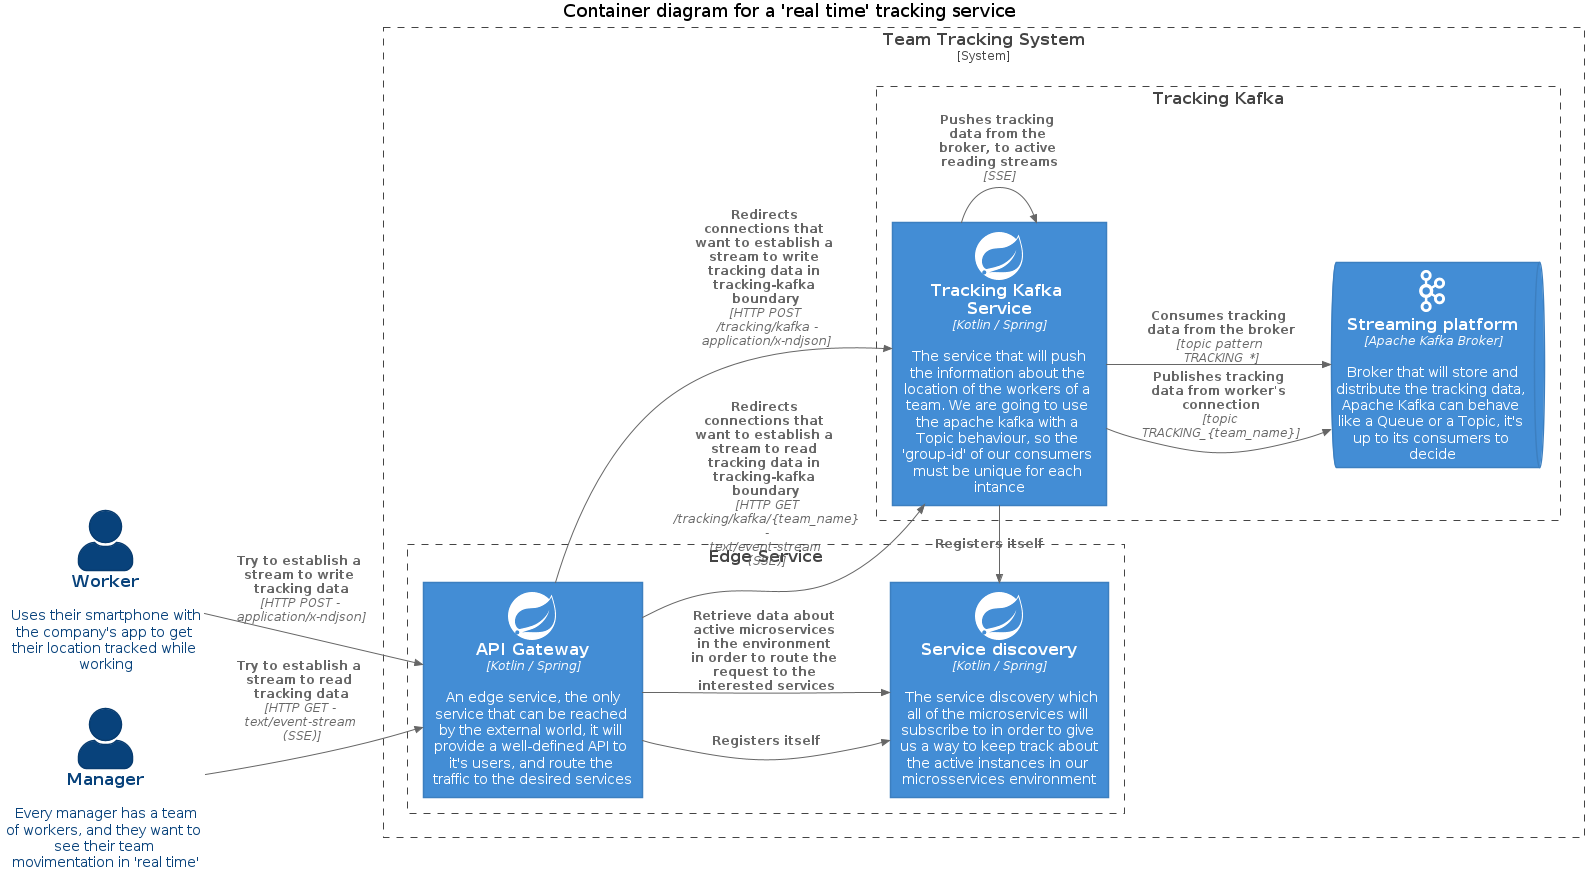 Container diagram for a 'real time' tracking service
Team Tracking System
[System]
Tracking Kafka
Pushes tracking
data from the
broker, to active
reading streams
[SSE]
Redirects
connections that
want to establish a
stream to write
tracking data in
tracking-kafka
boundary
[HTTP POST
/tracking/kafka -
application/x-ndjson]
Tracking Kafka
Service
[Kotlin / Spring]
The service that will push
the information about the
location of the workers of a
team. We are going to use
the apache kafka with a
Topic behaviour, so the
'group-id' of our consumers
must be unique for each
intance
Consumes tracking
data from the broker
[topic pattern
TRACKING_*]
Publishes tracking
data from worker's
connection
[topic
TRACKING_{team_name}]
Streaming platform
[Apache Kafka Broker]
Broker that will store and
distribute the tracking data,
Apache Kafka can behave
like a Queue or a Topic, it's
up to its consumers to
decide
Redirects
connections that
want to establish a
stream to read
tracking data in
tracking-kafka
boundary
[HTTP GET
/tracking/kafka/{team_name}
-
text/event-stream
(SSE)]
Registers itself
Edge Service
Worker
Uses their smartphone with
the company's app to get
their location tracked while
working
Try to establish a
stream to write
tracking data
[HTTP POST -
application/x-ndjson]
Manager
Every manager has a team
of workers, and they want to
see their team
movimentation in 'real time'
Try to establish a
stream to read
tracking data
[HTTP GET -
text/event-stream
(SSE)]
API Gateway
[Kotlin / Spring]
An edge service, the only
service that can be reached
by the external world, it will
provide a well-defined API to
it's users, and route the
traffic to the desired services
Retrieve data about
active microservices
in the environment
in order to route the
request to the
interested services
Registers itself
Service discovery
[Kotlin / Spring]
The service discovery which
all of the microservices will
subscribe to in order to give
us a way to keep track about
the active instances in our
microsservices environment